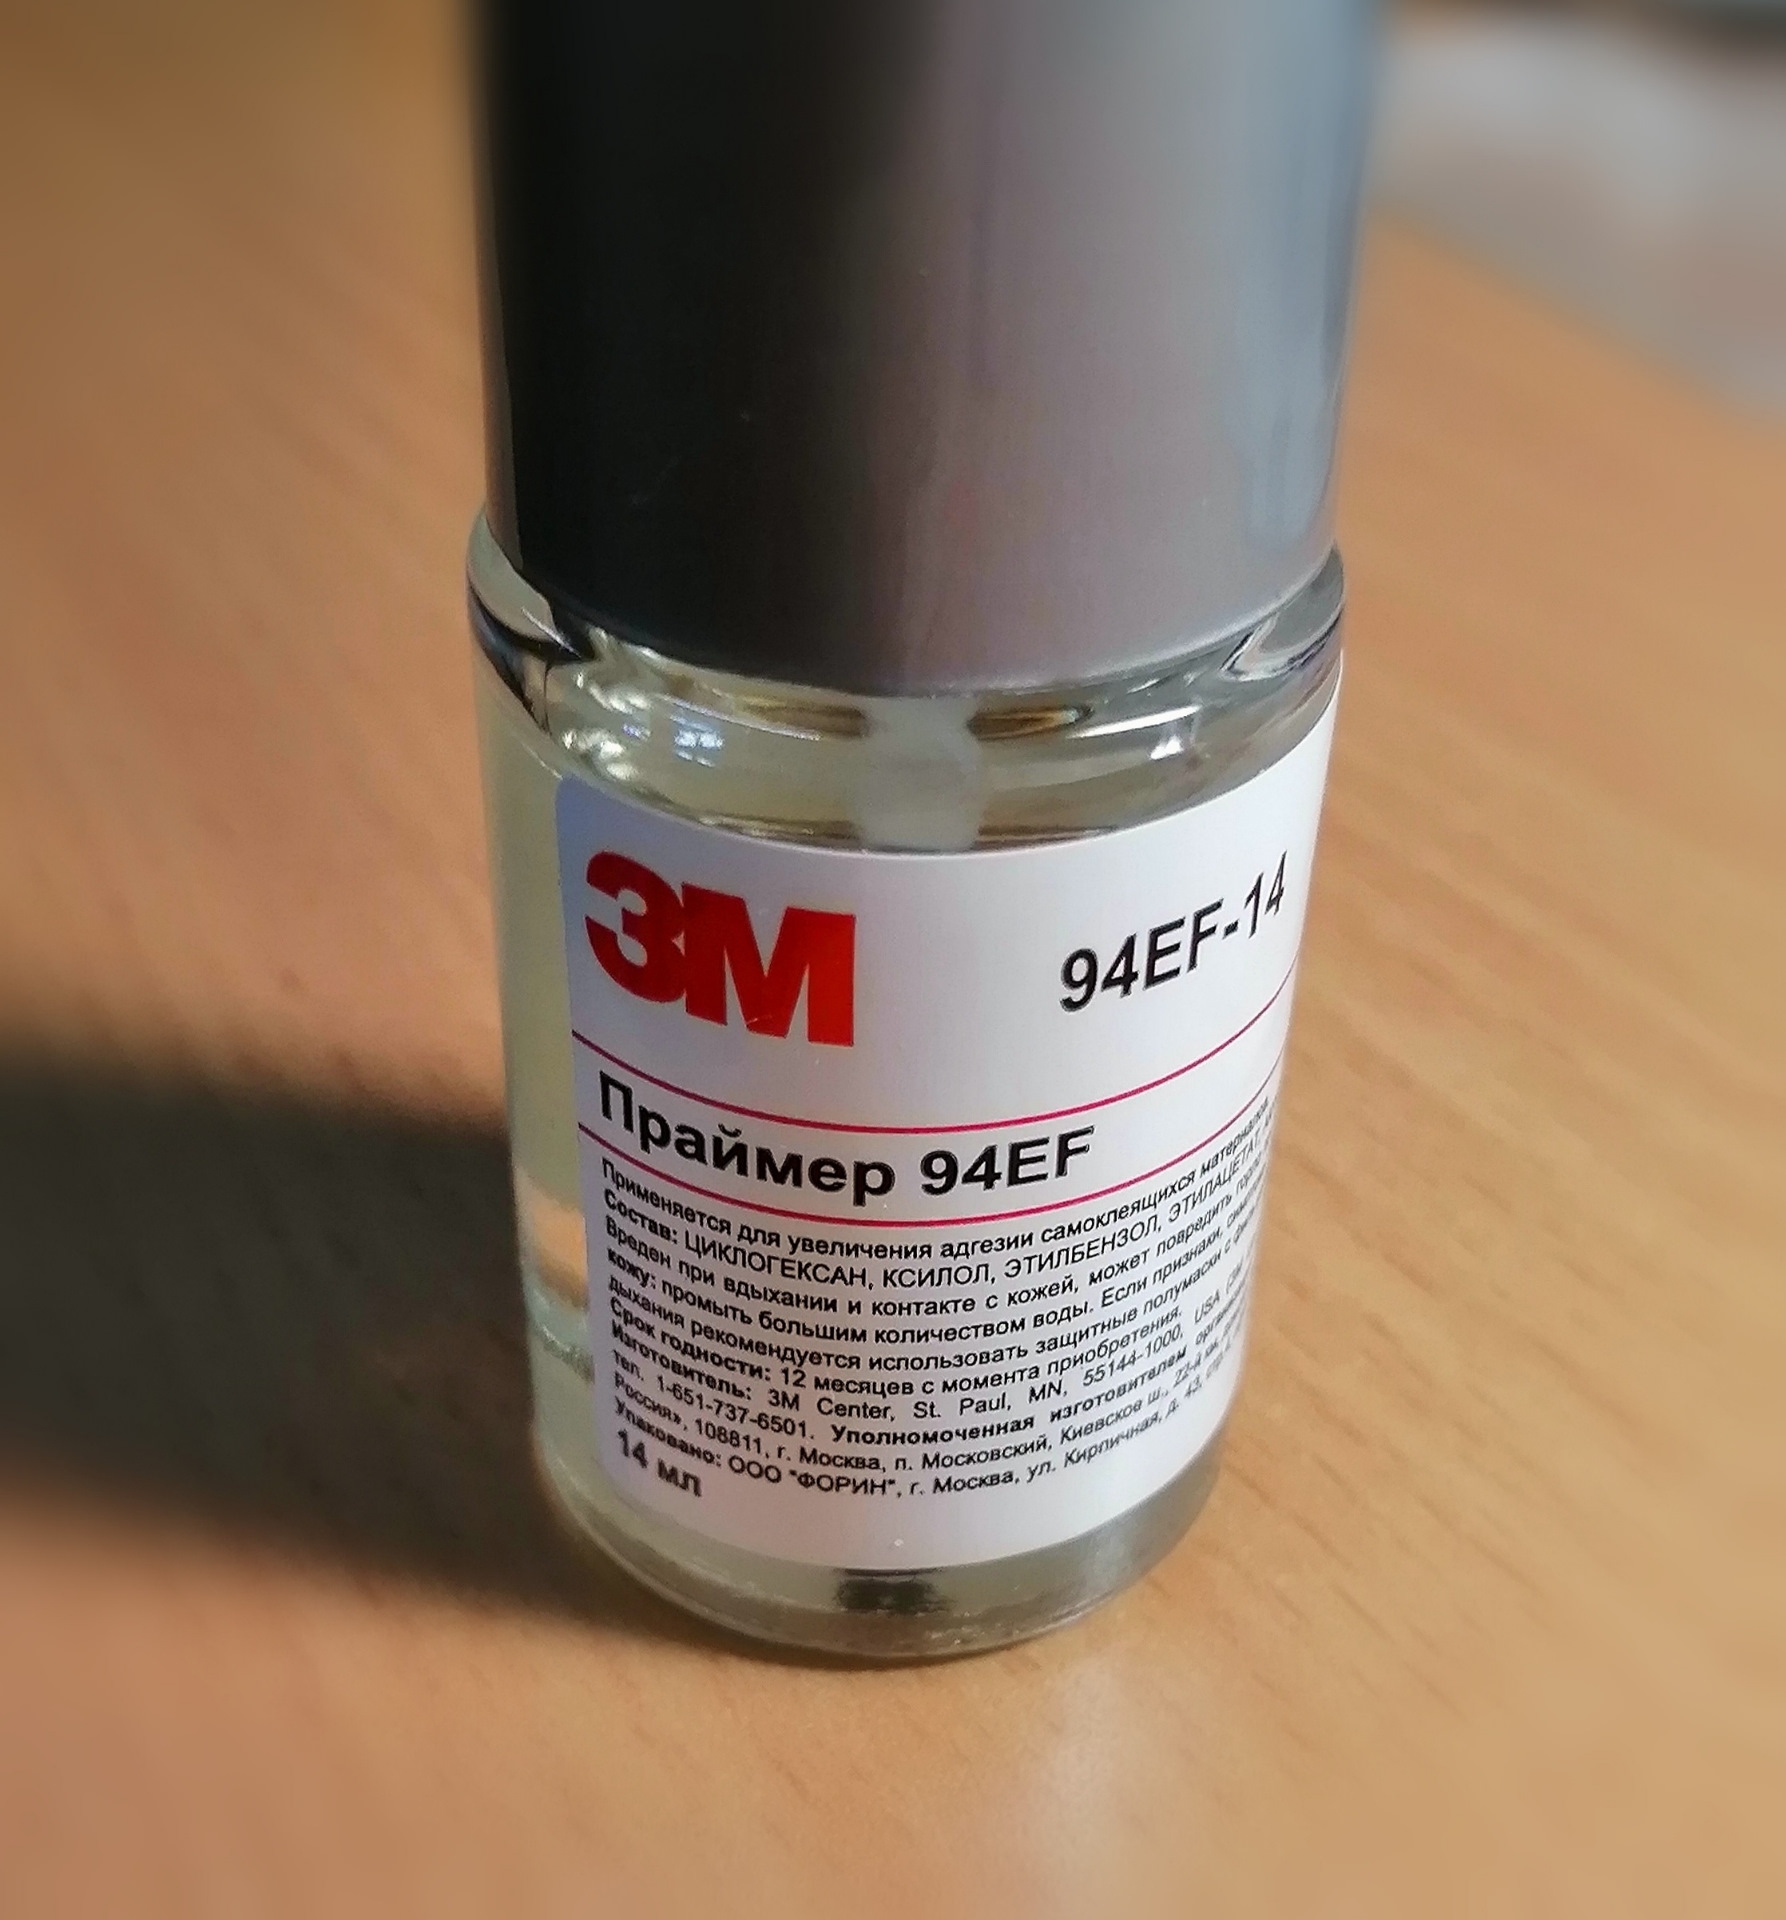 3M
94EF-14
Праймер 94EF
Применяется для увеличения адгезии самоклеящихся материалов.
Состав: ЦИКЛОГЕКСАН, КСИЛОЛ, ЭТИЛБЕНЗОЛ, ЭТИЛАЦЕТАТ,
Вреден при вдыхании и контакте с кожей, может повредить
кожу: промыть большим количеством воды. Если признаки,
дыхания рекомендуется использовать защитные полумаски с
Срок годности: 12 месяцев с момента приобретения.
Изготовитель: 3M Center, St. Paul, MN, 55144-1000, USA
тел. 1-651-737-6501. Уполномоченная изготовителем
Россия», 108811, г. Москва, п. Московский, Киевское ш., 22-й км,
Упаковано: ООО "ФОРИН", г. Москва, ул. Кирпичная, д. 43,
14 мл